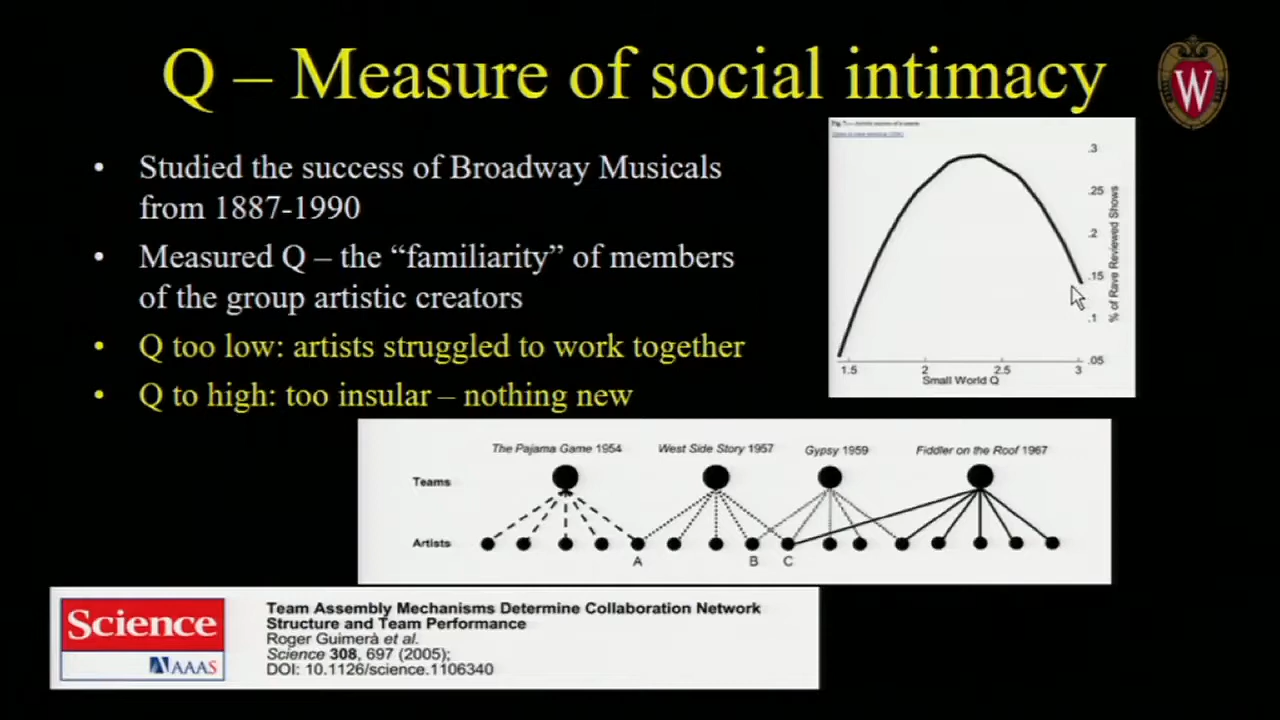 Q – Measure of social intimacy
W
• Studied the success of Broadway Musicals
from 1887-1990
• Measured Q – the “familiarity” of members
of the group artistic creators
• Q too low: artists struggled to work together
• Q to high: too insular – nothing new
.3
.25
.2
.15
.1
.05
% of Rave Reviewed Shows
1.5 2 2.5 3
Small World Q
The Pajama Game 1954 West Side Story 1957 Gypsy 1959 Fiddler on the Roof 1967
Teams
Artists
A B C
Science
AAAS
Team Assembly Mechanisms Determine Collaboration Network
Structure and Team Performance
Roger Guimerà et al.
Science 308, 697 (2005);
DOI: 10.1126/science.1106340